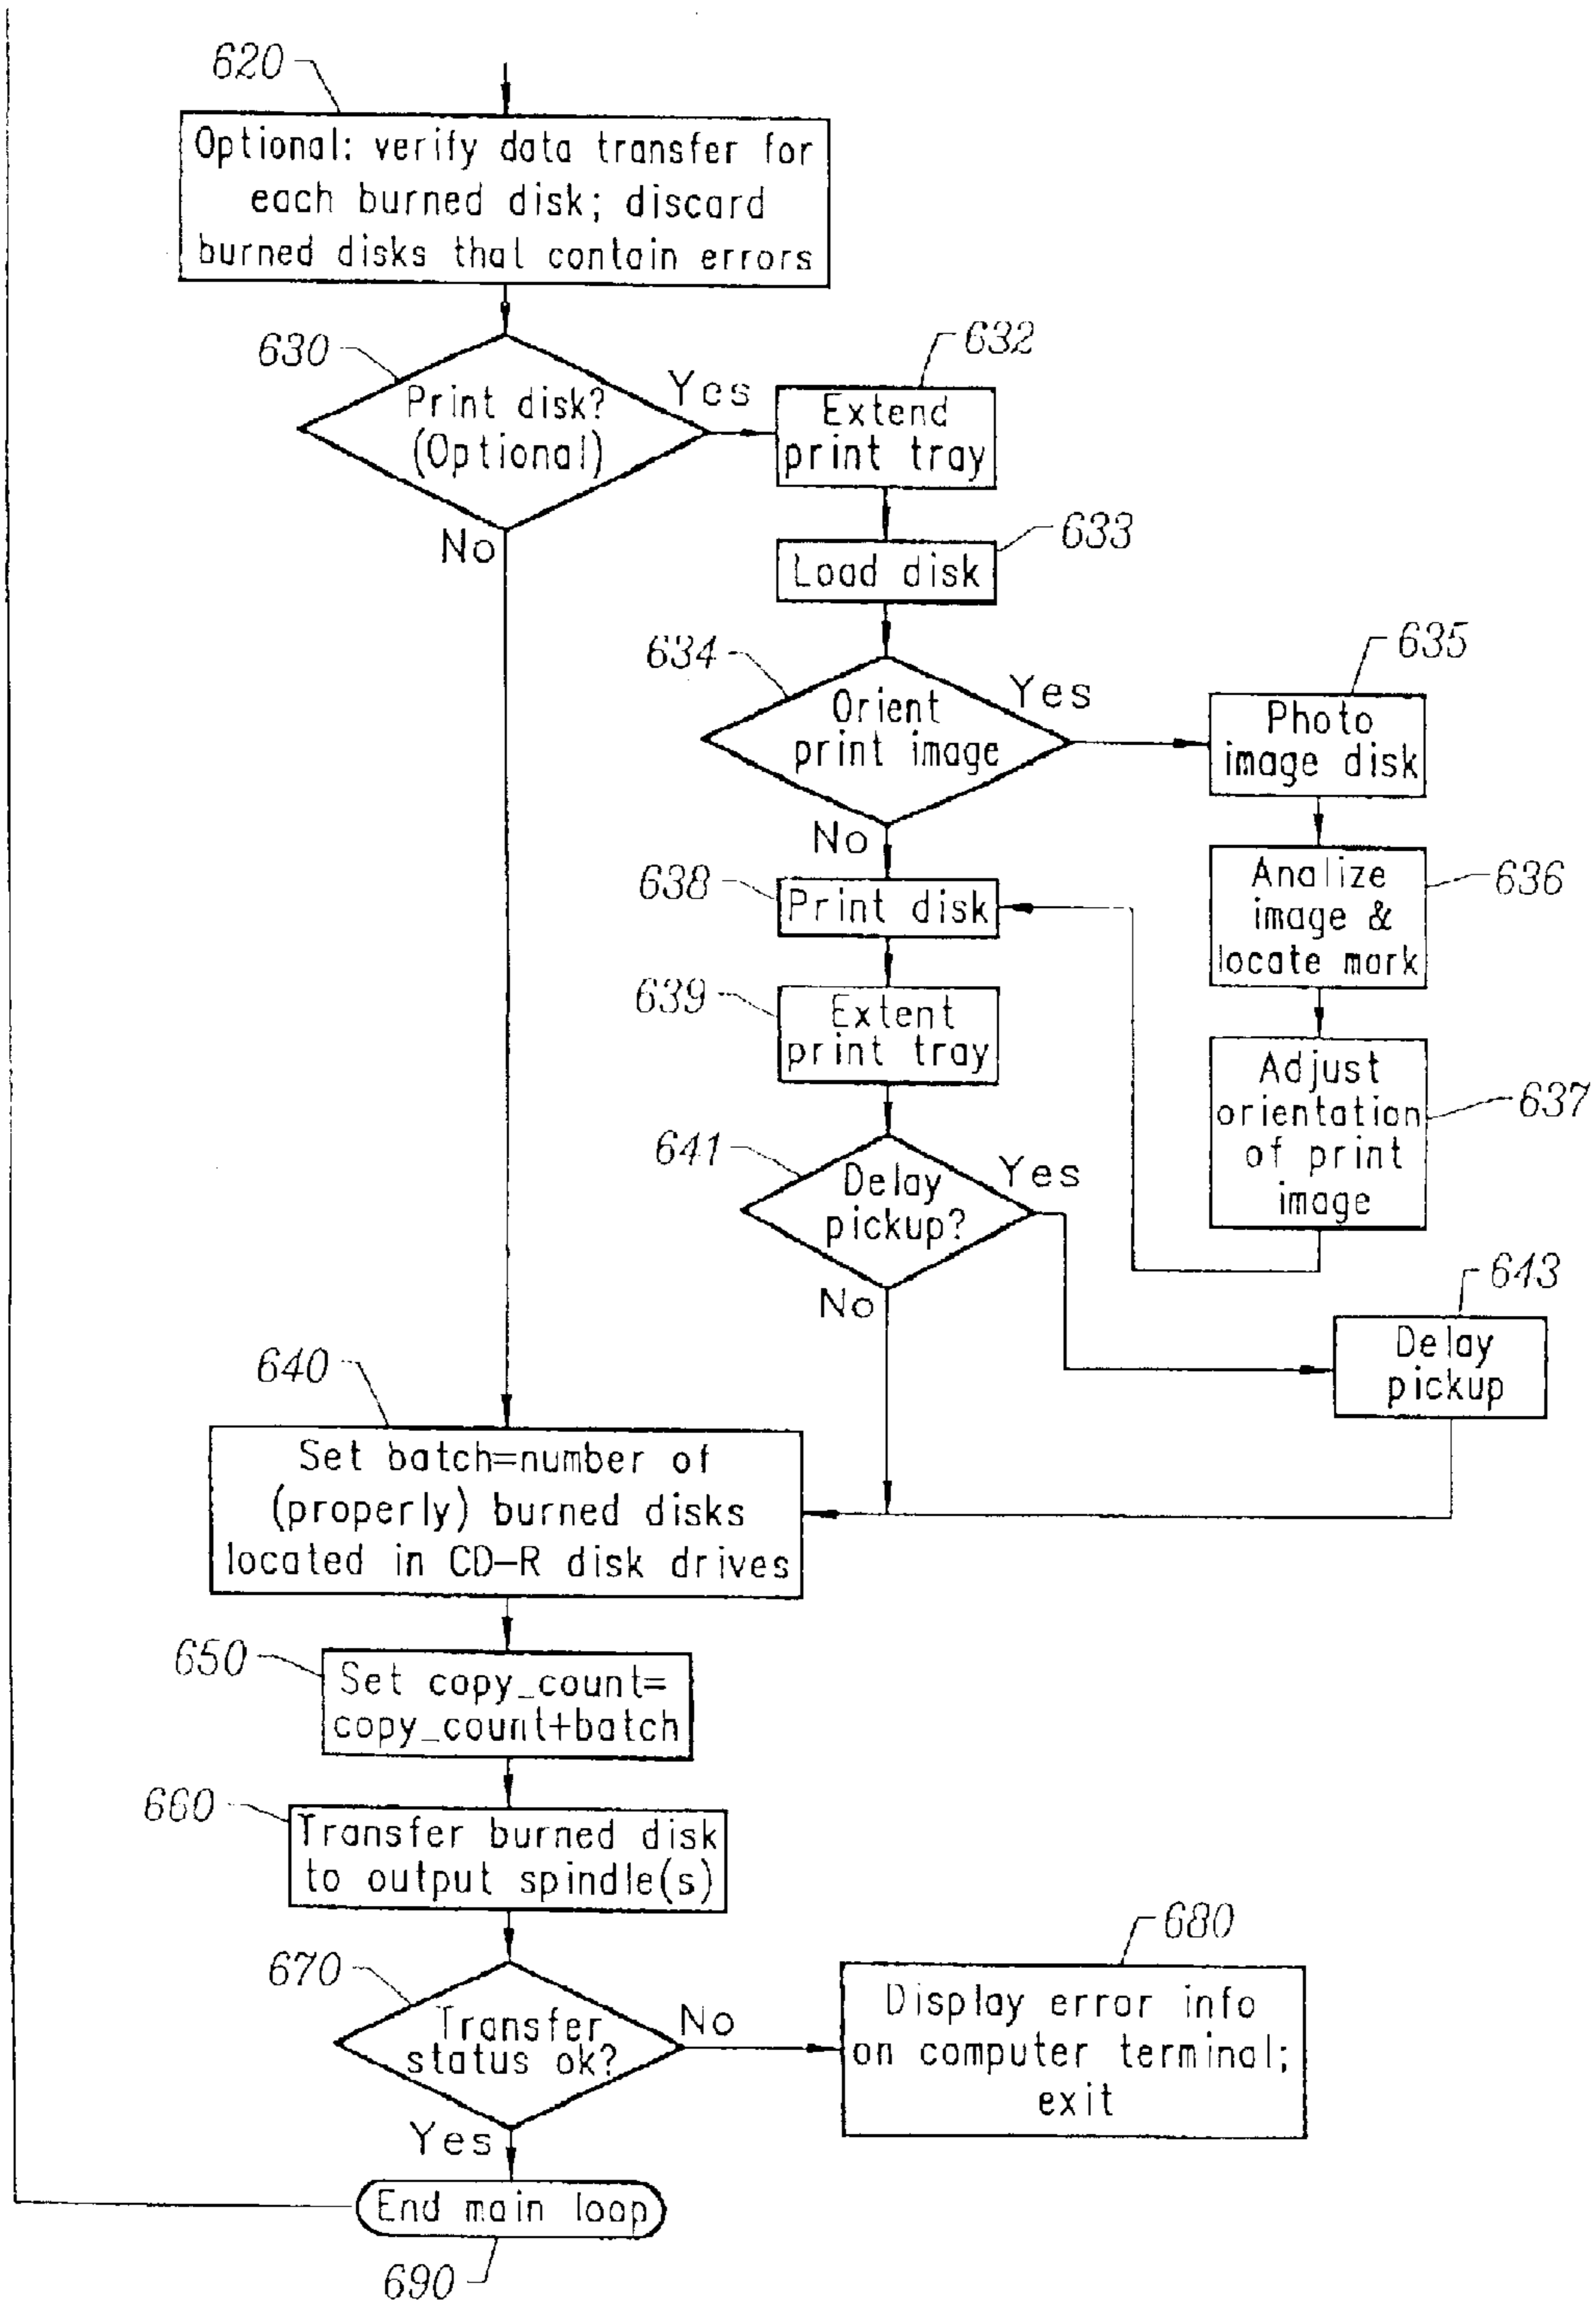 620
Optional: verify data transfer for
each burned disk; discard
burned disks that contain errors
630
Print disk?
(Optional)
Yes
No
632
Extend
print tray
633
Load disk
634
Orient
print image
Yes
No
635
Photo
image disk
636
Analize
image &
locate mark
637
Adjust
orientation
of print
image
638
Print disk
639
Extent
print tray
641
Delay
pickup?
Yes
No
643
Delay
pickup
640
Set batch=number of
(properly) burned disks
located in CD-R disk drives
650
Set copy_count=
copy_count+batch
660
Transfer burned disk
to output spindle(s)
670
Transfer
status ok?
No
Yes
680
Display error info
on computer terminal;
exit
End main loop
690